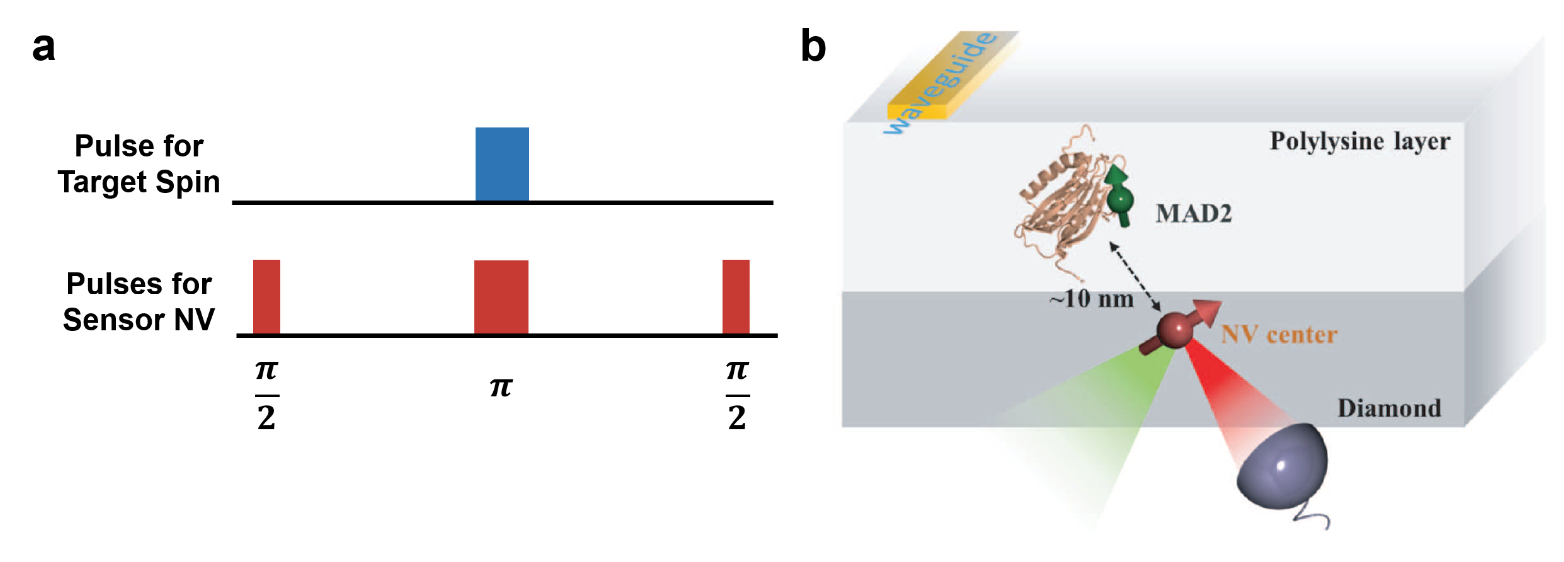 a
Pulse for
Target Spin
Pulses for
Sensor NV
π
2
π
π
2
b
waveguide
Polylysine layer
MAD2
~10 nm
NV center
Diamond